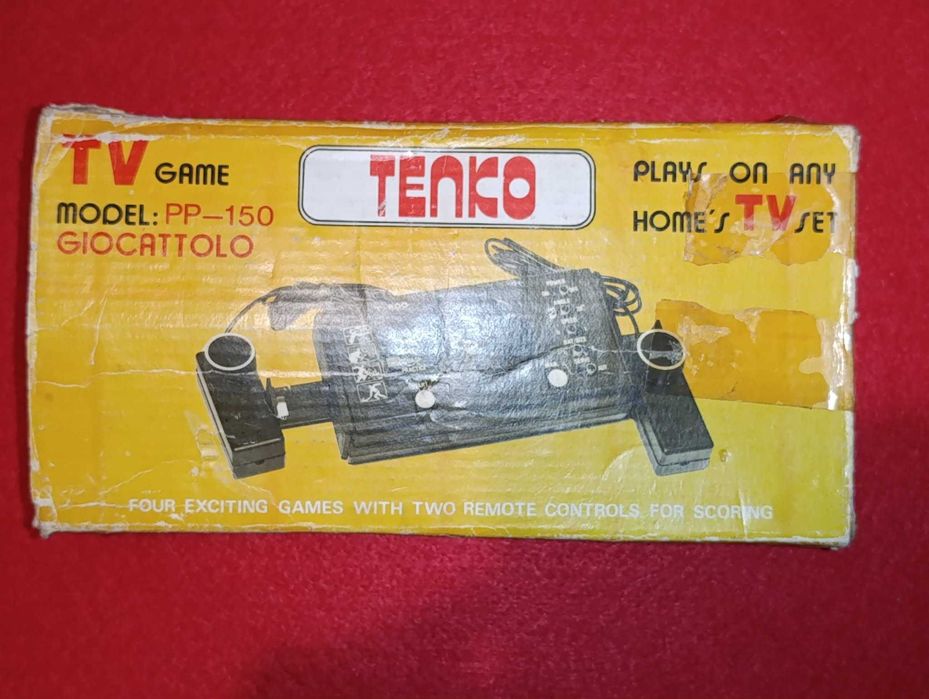 TV GAME
MODEL: PP-150
GIOCATTOLO
TENKO
PLAYS ON ANY
HOME'S TV SET
FOUR EXCITING GAMES WITH TWO REMOTE CONTROLS FOR SCORING